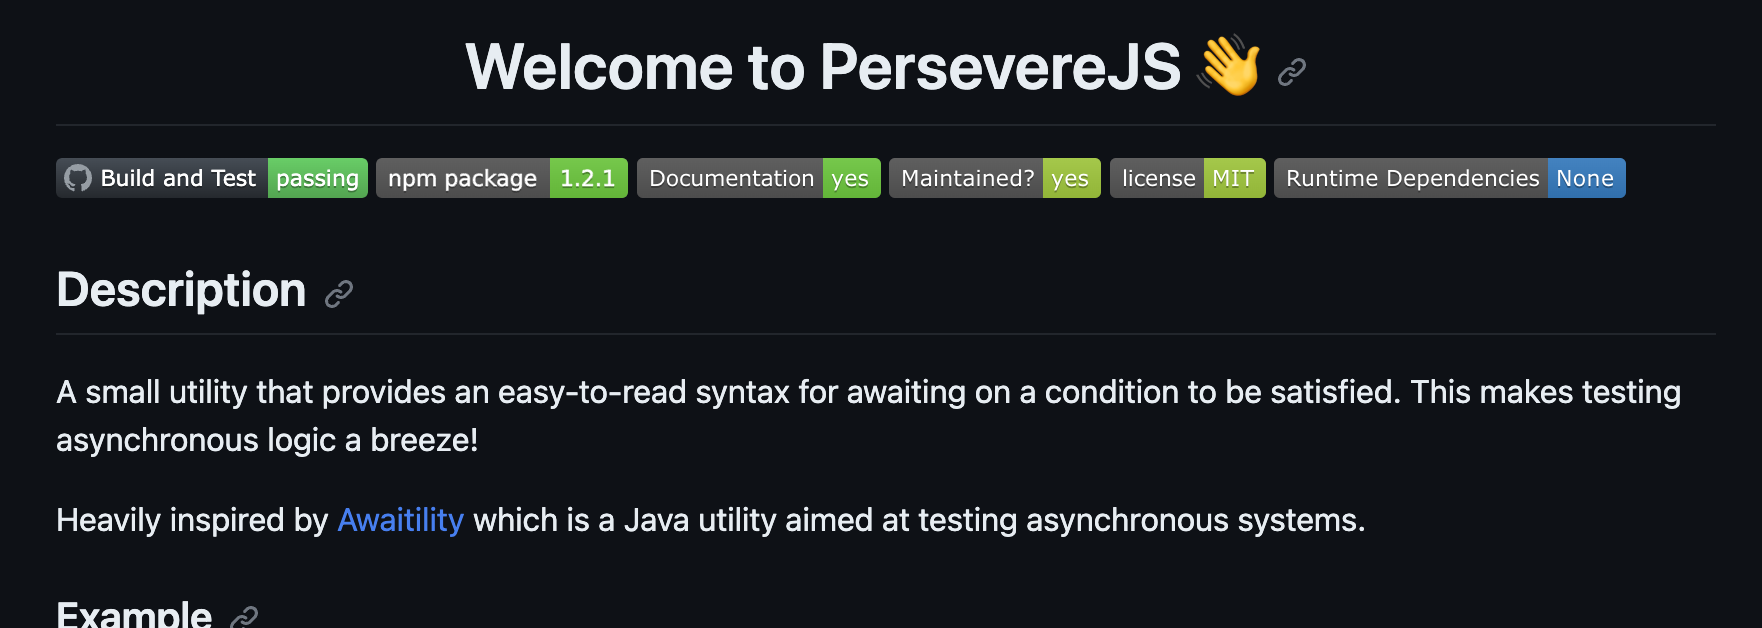 Welcome to PersevereJS 👋
Build and Test passing npm package 1.2.1 Documentation yes Maintained? yes license MIT Runtime Dependencies None
Description
A small utility that provides an easy-to-read syntax for awaiting on a condition to be satisfied. This makes testing
asynchronous logic a breeze!
Heavily inspired by Awaitility which is a Java utility aimed at testing asynchronous systems.
Example